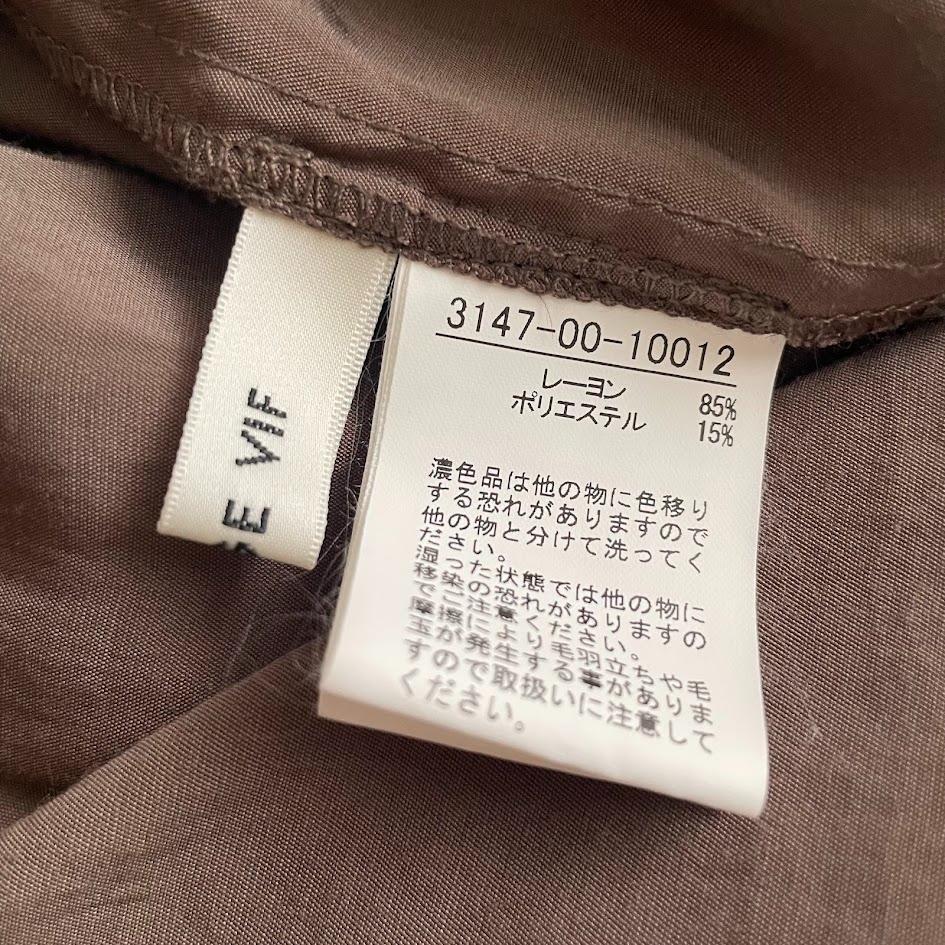 VIF
3147-00-10012
レーヨン 85%
ポリエステル 15%
濃色品は他の物に色移り
する恐れがありますので
他の物と分けて洗ってく
ださい。
湿った状態では他の物に
移染の恐れがありますの
でご注意ください。
摩擦により毛羽立ちや毛
玉が発生する事がありま
すので取扱いに注意して
ください。